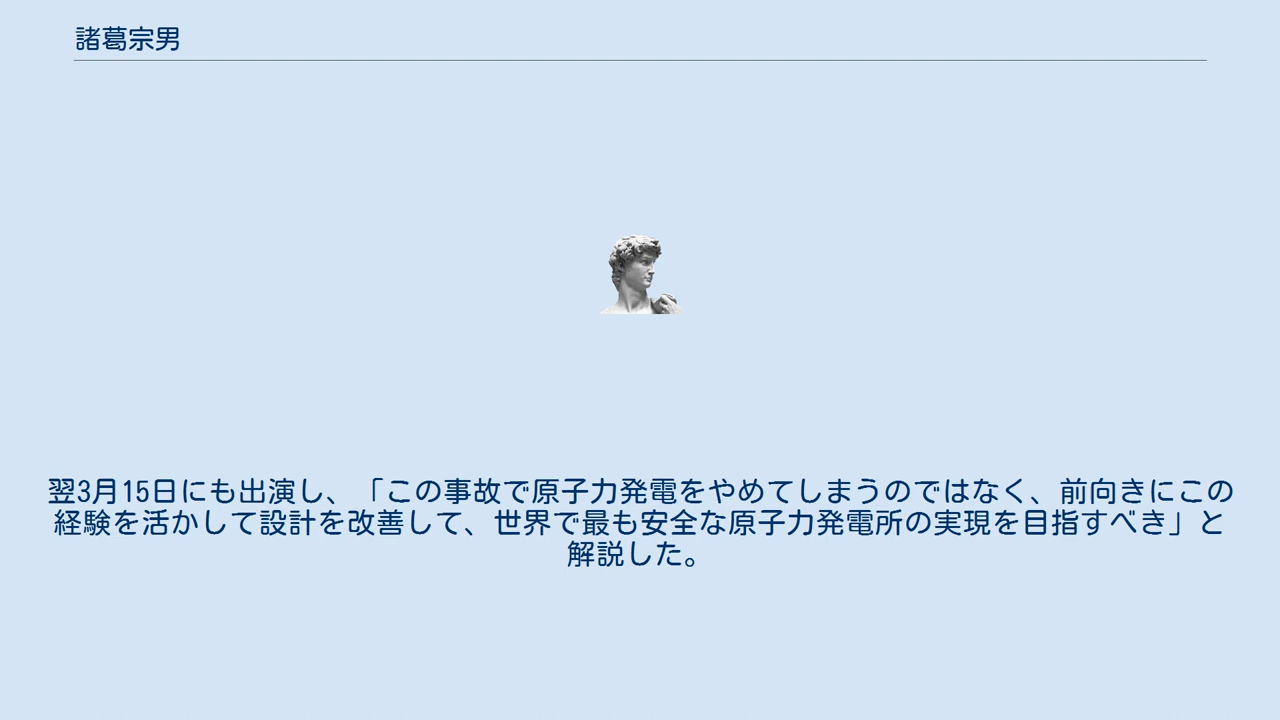 諸葛宗男
翌3月15日にも出演し、「この事故で原子力発電をやめてしまうのではなく、前向きにこの
経験を活かして設計を改善して、世界で最も安全な原子力発電所の実現を目指すべき」と
解説した。